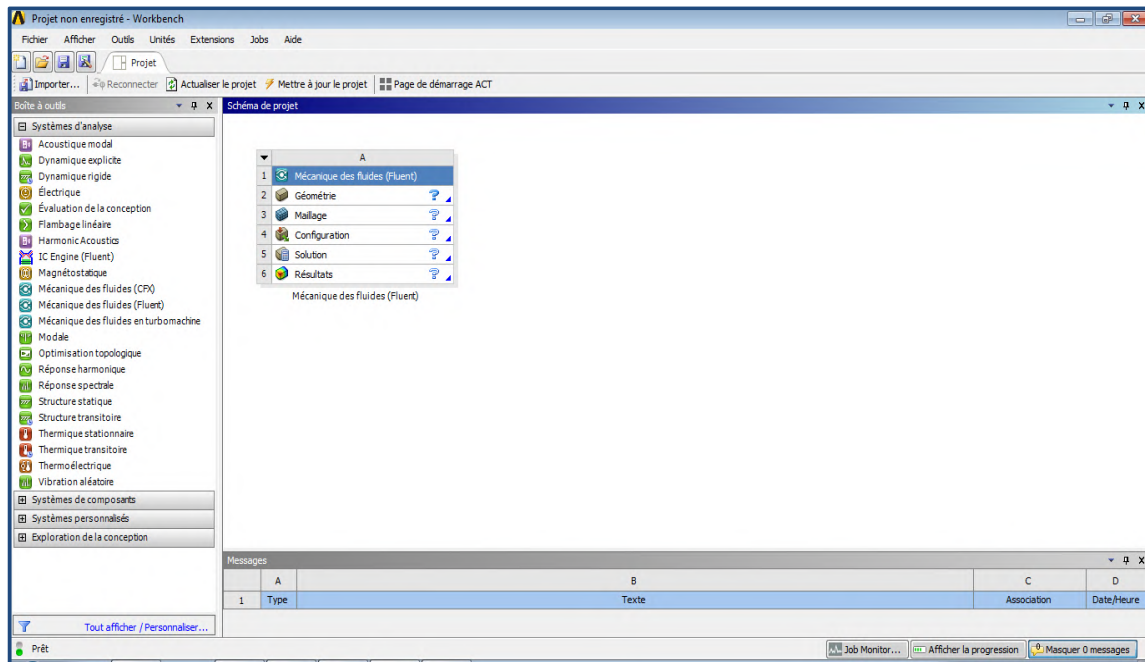 Projet non enregistré - Workbench
Fichier Afficher Outils Unités Extensions Jobs Aide
Projet
Importer... Reconnecter Actualiser le projet Mettre à jour le projet Page de démarrage ACT
Boîte à outils
Schéma de projet
Systèmes d'analyse
Acoustique modal
Dynamique explicite
Dynamique rigide
Électrique
Évaluation de la conception
Flambage linéaire
Harmonic Acoustics
IC Engine (Fluent)
Magnétostatique
Mécanique des fluides (CFX)
Mécanique des fluides (Fluent)
Mécanique des fluides en turbomachine
Modale
Optimisation topologique
Réponse harmonique
Réponse spectrale
Structure statique
Structure transitoire
Thermique stationnaire
Thermique transitoire
Thermoélectrique
Vibration aléatoire
Systèmes de composants
Systèmes personnalisés
Exploration de la conception
Tout afficher / Personnaliser...
A
1 Mécanique des fluides (Fluent)
2 Géométrie ?
3 Maillage ?
4 Configuration ?
5 Solution ?
6 Résultats ?
Mécanique des fluides (Fluent)
Messages
A B C D
1 Type Texte Association Date/Heure
Prêt
Job Monitor... Afficher la progression Masquer 0 messages